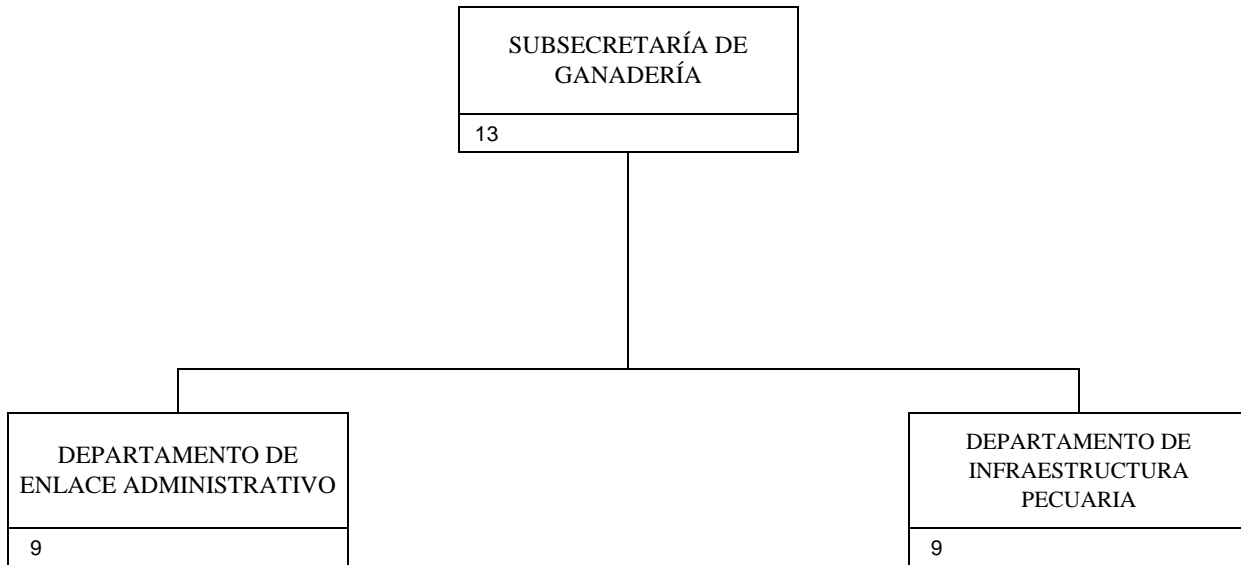 SUBSECRETARÍA DE
GANADERÍA
13
DEPARTAMENTO DE
ENLACE ADMINISTRATIVO
9
DEPARTAMENTO DE
INFRAESTRUCTURA
PECUARIA
9